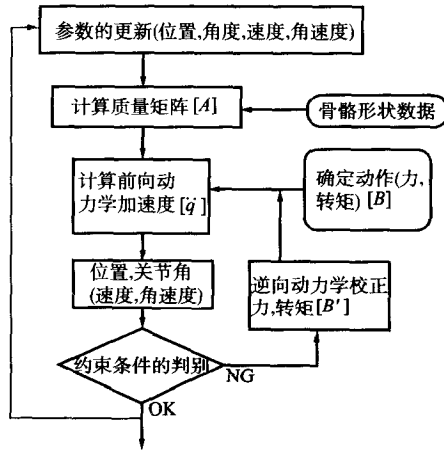 参数的更新(位置,角度,速度,角速度)
计算质量矩阵[A]
骨骼形状数据
计算前向动
力学加速度[q̇]
确定动作(力,
转矩)[B]
位置,关节角
(速度,角速度)
逆向动力学校正
力,转矩[B′]
约束条件的判别
NG
OK